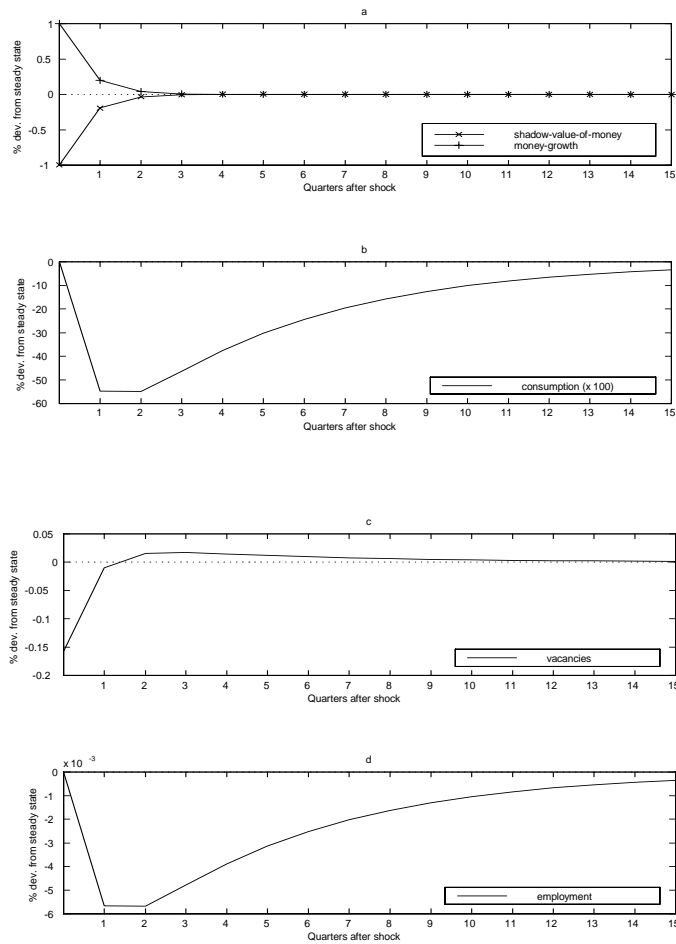 a
1
0.5
0
-0.5
-1
% dev. from steady state
shadow-value-of-money
money-growth
1 2 3 4 5 6 7 8 9 10 11 12 13 14 15
Quarters after shock
b
0
-10
-20
-30
-40
-50
-60
% dev. from steady state
consumption (x 100)
1 2 3 4 5 6 7 8 9 10 11 12 13 14 15
Quarters after shock
c
0.05
0
-0.05
-0.1
-0.15
-0.2
% dev. from steady state
vacancies
1 2 3 4 5 6 7 8 9 10 11 12 13 14 15
Quarters after shock
d
x 10 -3
0
-1
-2
-3
-4
-5
-6
% dev. from steady state
employment
1 2 3 4 5 6 7 8 9 10 11 12 13 14 15
Quarters after shock